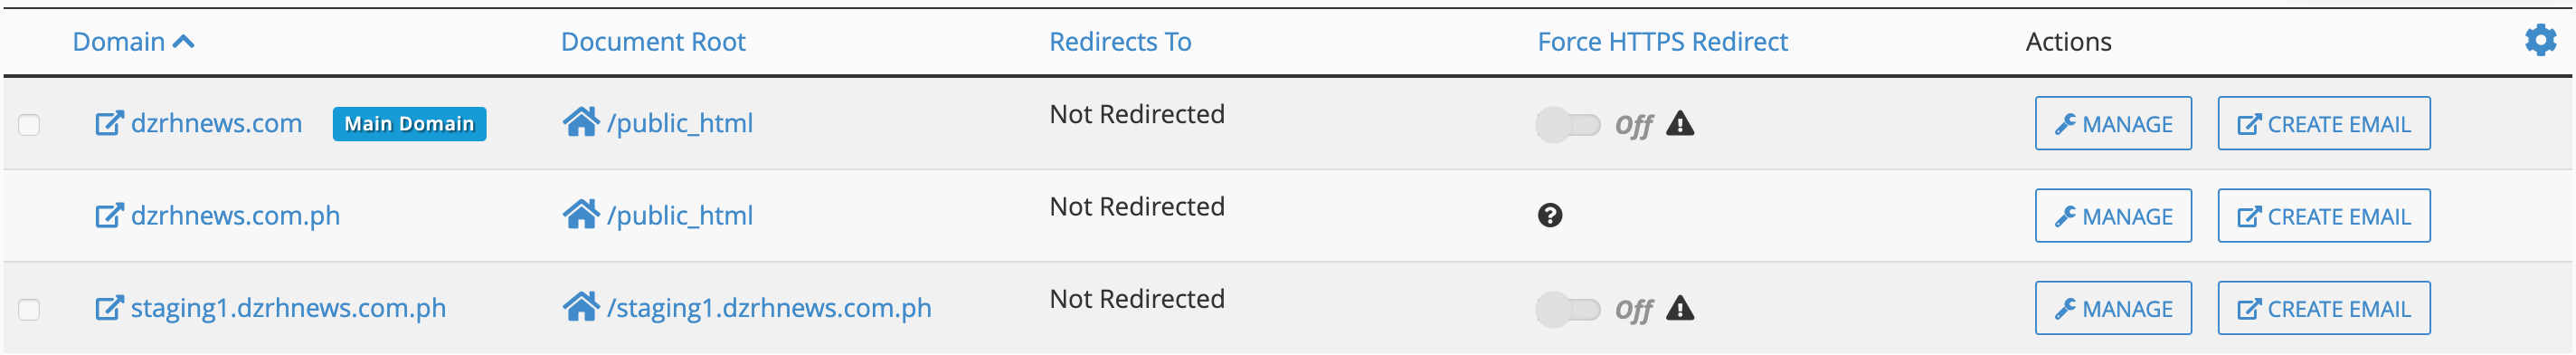 Domain Document Root Redirects To Force HTTPS Redirect Actions
dzrhnews.com Main Domain /public_html Not Redirected Off MANAGE CREATE EMAIL
dzrhnews.com.ph /public_html Not Redirected MANAGE CREATE EMAIL
staging1.dzrhnews.com.ph /staging1.dzrhnews.com.ph Not Redirected Off MANAGE CREATE EMAIL